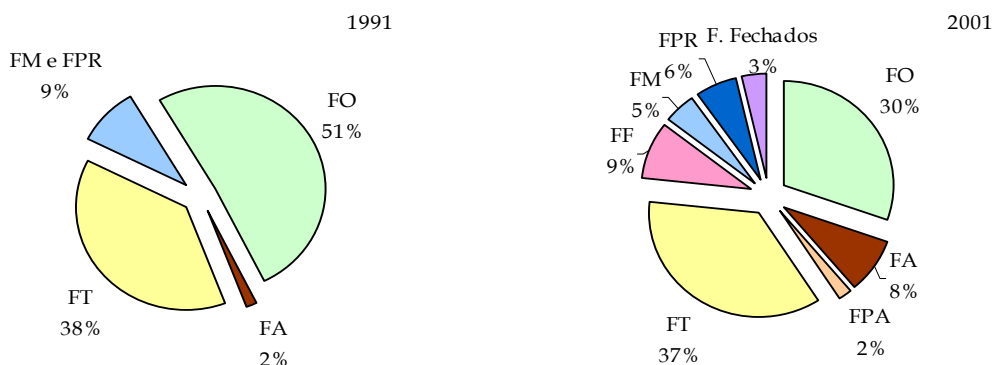 1991
FM e FPR
9%
FO
51%
FT
38%
FA
2%
2001
FPR
6%
F. Fechados
3%
FO
30%
FM
5%
FF
9%
FA
8%
FPA
2%
FT
37%